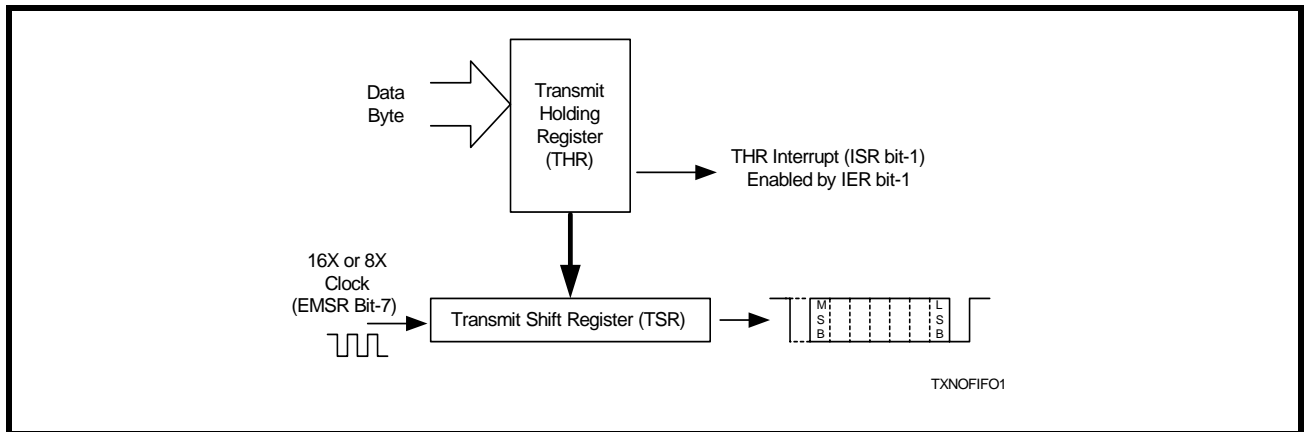 Data
Byte
Transmit
Holding
Register
(THR)
THR Interrupt (ISR bit-1)
Enabled by IER bit-1
16X or 8X
Clock
(EMSR Bit-7)
Transmit Shift Register (TSR)
M
S
B
L
S
B
TXNOFIFO1